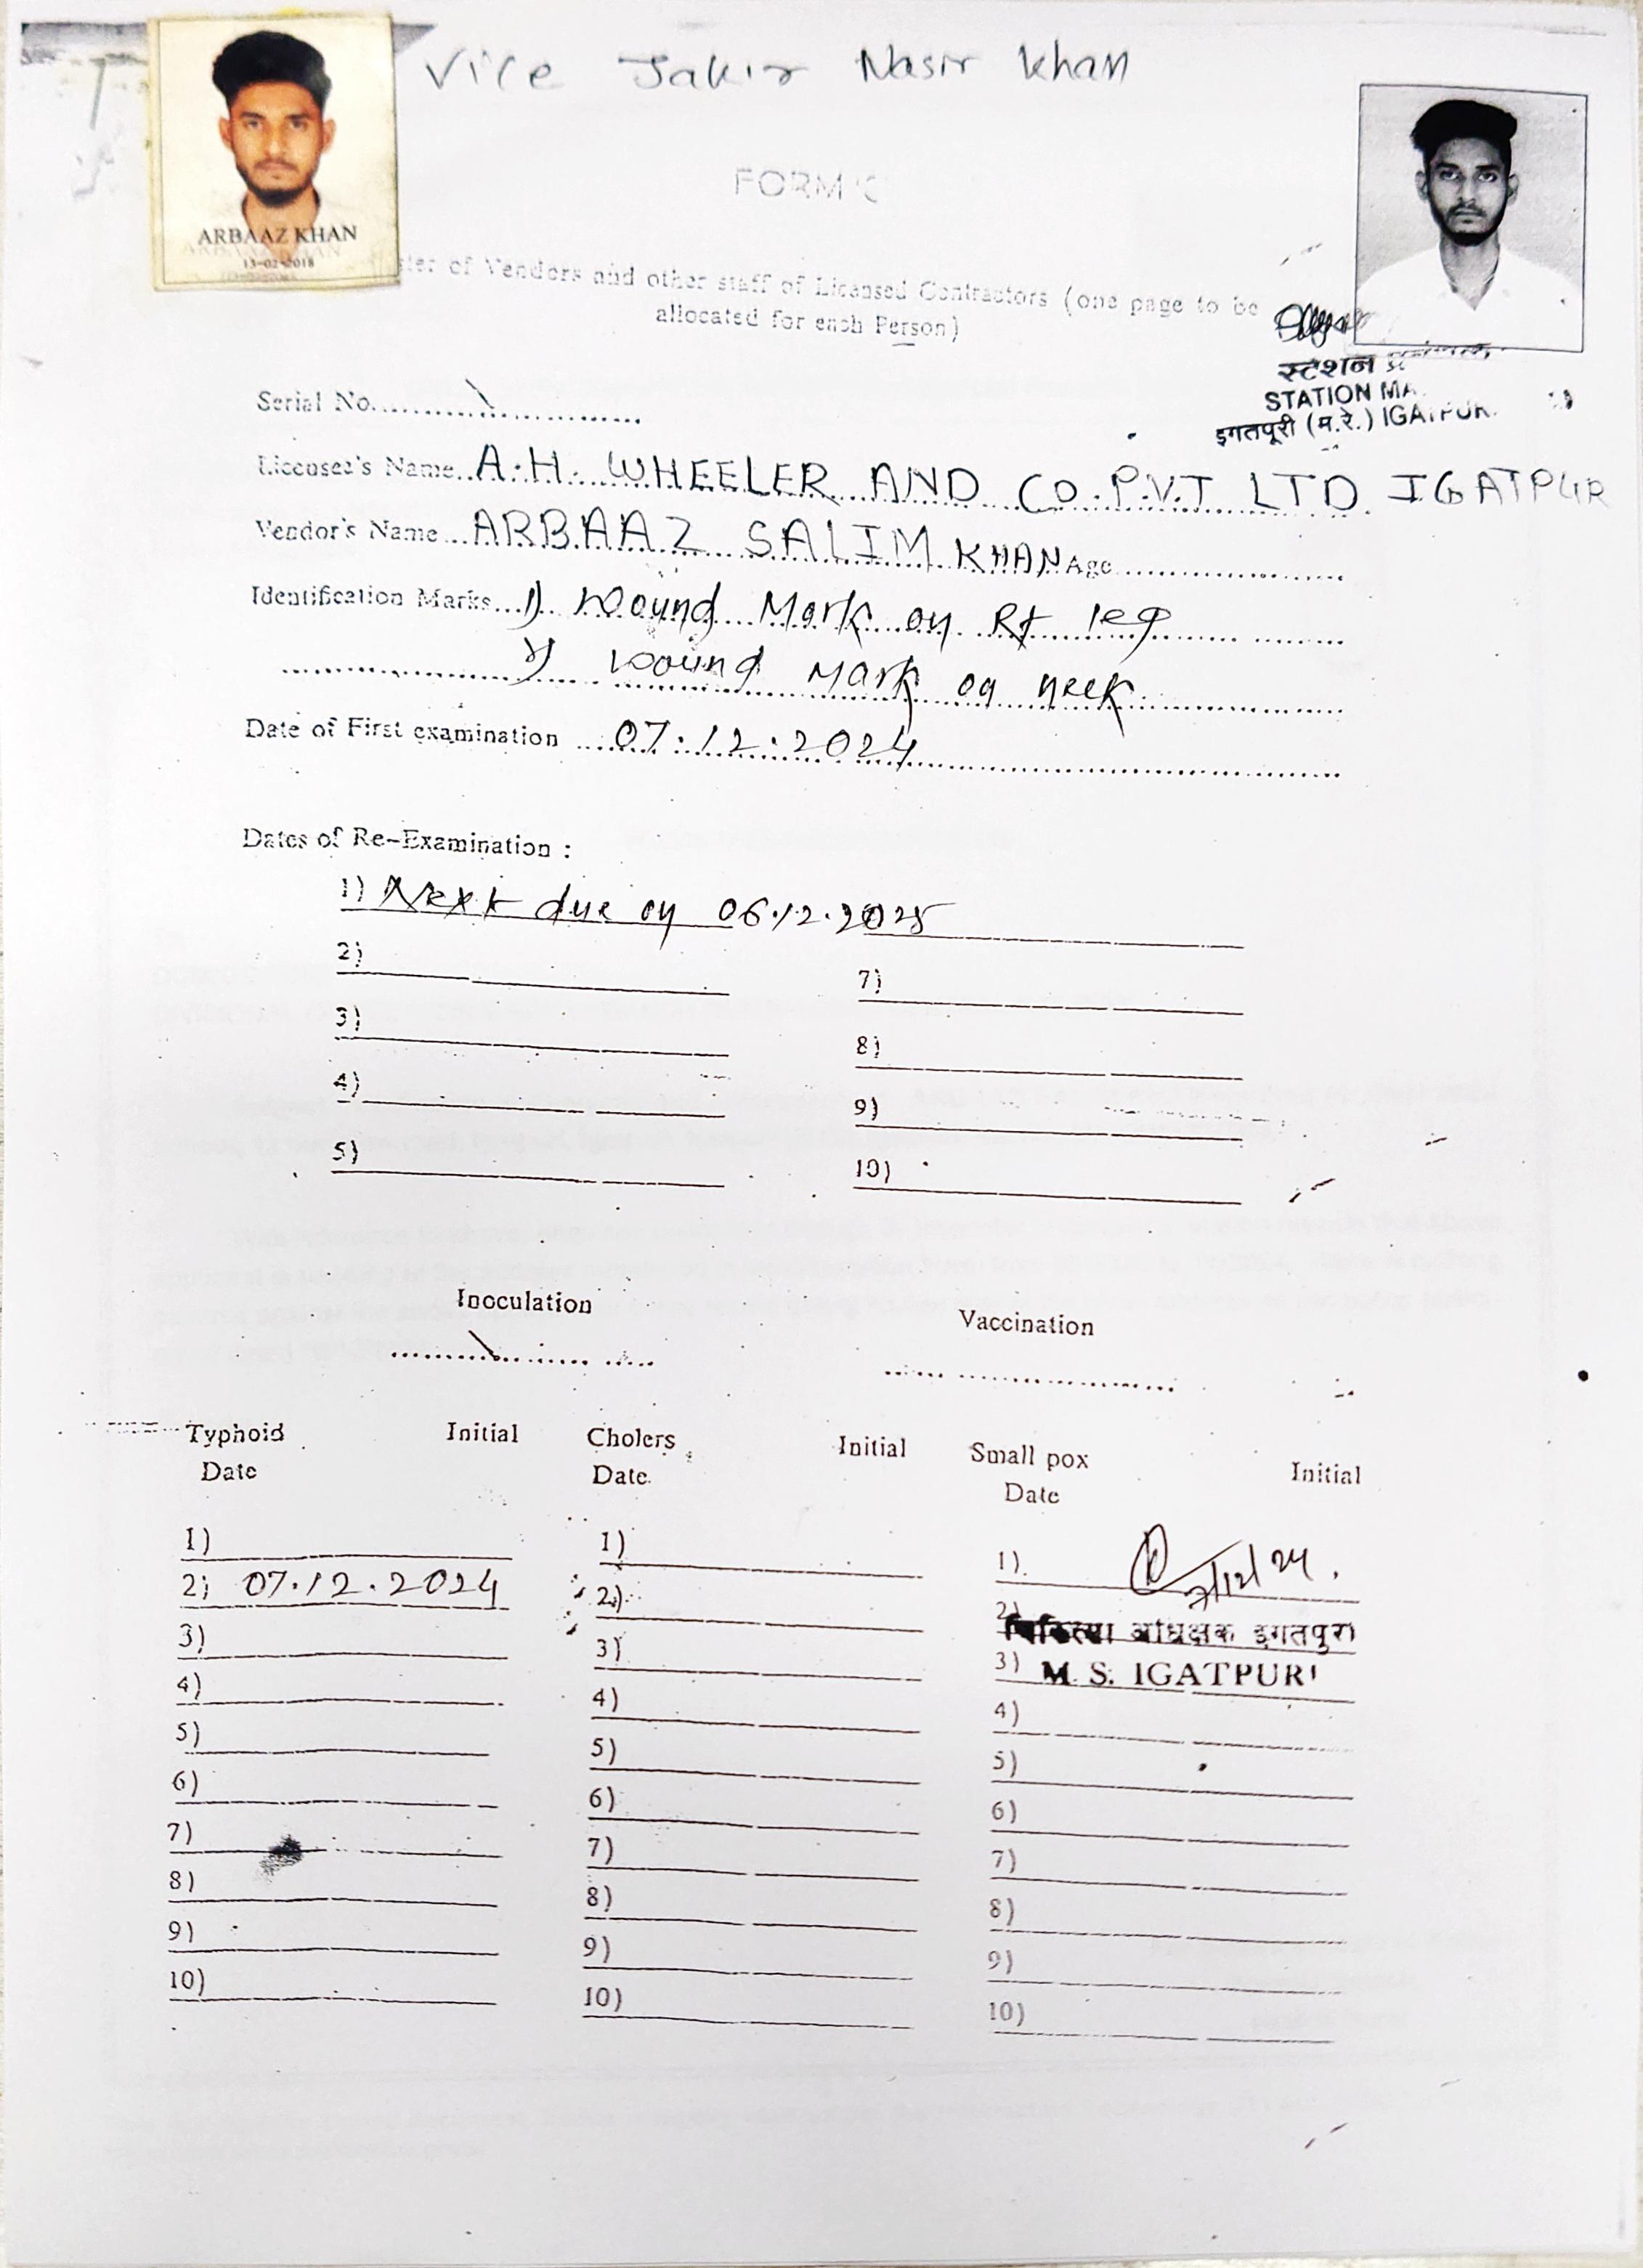 Vice Jakir Nasir Khan
ARBAAZ KHAN
13-02-2018
FORM 'C
of Vendors and other staff of Licensed Contractors (one page to be
allocated for each Person)
स्टेशन
STATION MA
इगतपूरी (म.रे.) IGATPUR
Serial No.
Licensee's Name A.H. WHEELER AND CO.P.V.T LTD IGATPUR
Vendor's Name ARBAAZ SALIM KHAN Age
Identification Marks 1) Wound Mark on Rt leg
2) Wound Mark on neck
Date of First examination 07.12.2024
Dates of Re-Examination :
1) Next due on 06.12.2025
2)
7)
3)
8)
4)
9)
5)
10)
Inoculation Vaccination
Typhoid Initial Cholers Initial Small pox Initial
Date Date Date
1) 1) 1) 7/12/24
2) 07.12.2024 2) 2) चिकित्सा अधिक्षक इगतपुरी
3) 3) 3) M. S. IGATPURI
4) 4) 4)
5) 5) 5)
6) 6) 6)
7) 7) 7)
8) 8) 8)
9) 9) 9)
10) 10) 10)